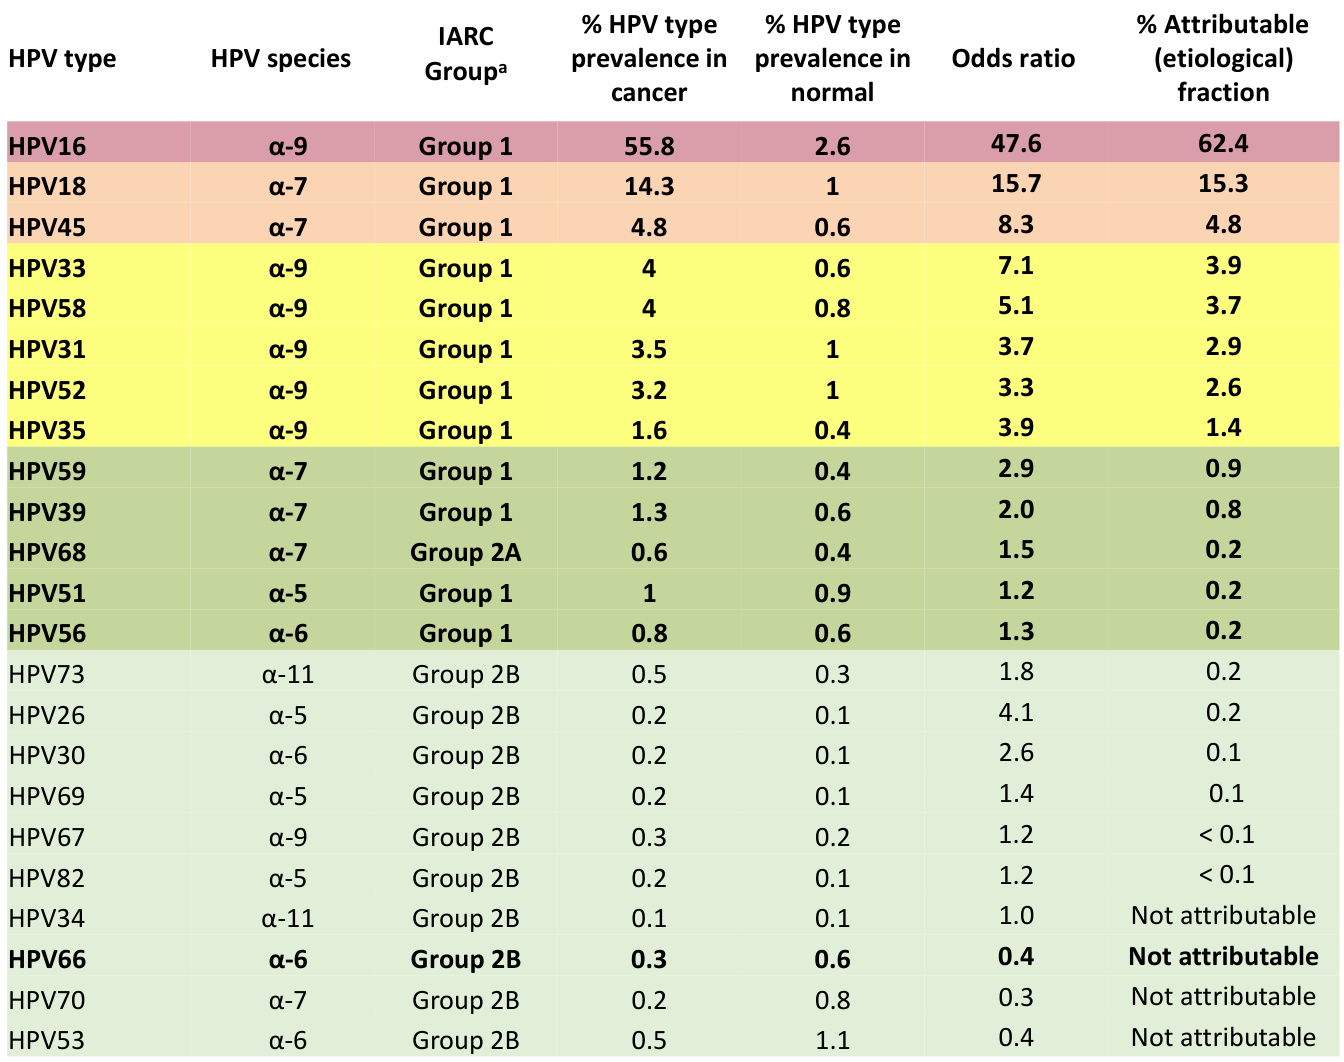 HPV type HPV species IARC Groupᵃ % HPV type prevalence in cancer % HPV type prevalence in normal Odds ratio % Attributable (etiological) fraction
HPV16 α-9 Group 1 55.8 2.6 47.6 62.4
HPV18 α-7 Group 1 14.3 1 15.7 15.3
HPV45 α-7 Group 1 4.8 0.6 8.3 4.8
HPV33 α-9 Group 1 4 0.6 7.1 3.9
HPV58 α-9 Group 1 4 0.8 5.1 3.7
HPV31 α-9 Group 1 3.5 1 3.7 2.9
HPV52 α-9 Group 1 3.2 1 3.3 2.6
HPV35 α-9 Group 1 1.6 0.4 3.9 1.4
HPV59 α-7 Group 1 1.2 0.4 2.9 0.9
HPV39 α-7 Group 1 1.3 0.6 2.0 0.8
HPV68 α-7 Group 2A 0.6 0.4 1.5 0.2
HPV51 α-5 Group 1 1 0.9 1.2 0.2
HPV56 α-6 Group 1 0.8 0.6 1.3 0.2
HPV73 α-11 Group 2B 0.5 0.3 1.8 0.2
HPV26 α-5 Group 2B 0.2 0.1 4.1 0.2
HPV30 α-6 Group 2B 0.2 0.1 2.6 0.1
HPV69 α-5 Group 2B 0.2 0.1 1.4 0.1
HPV67 α-9 Group 2B 0.3 0.2 1.2 < 0.1
HPV82 α-5 Group 2B 0.2 0.1 1.2 < 0.1
HPV34 α-11 Group 2B 0.1 0.1 1.0 Not attributable
HPV66 α-6 Group 2B 0.3 0.6 0.4 Not attributable
HPV70 α-7 Group 2B 0.2 0.8 0.3 Not attributable
HPV53 α-6 Group 2B 0.5 1.1 0.4 Not attributable